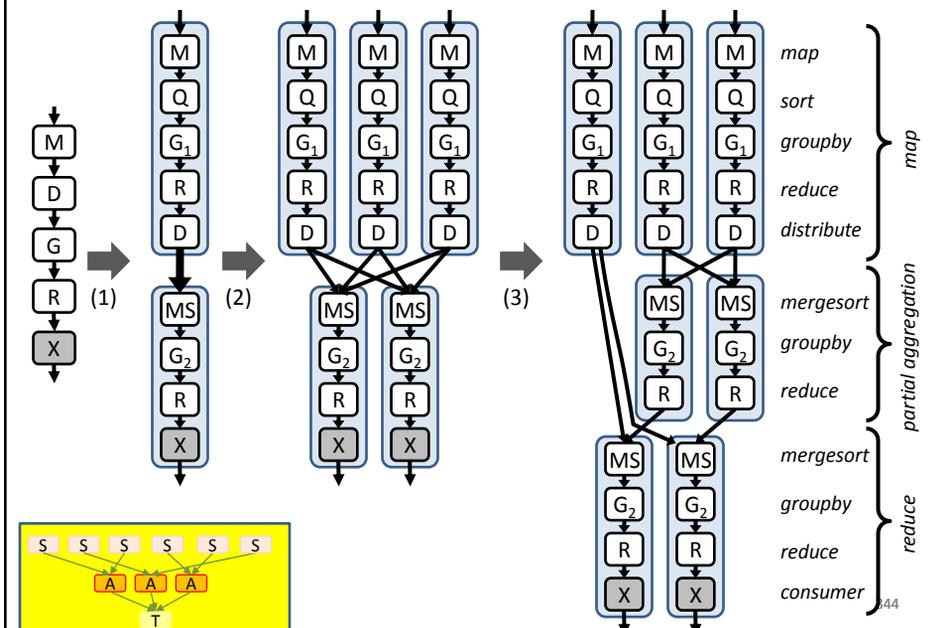 M
D
G
R
X
(1)
M
Q
G1
R
D
MS
G2
R
X
(2)
M M M
Q Q Q
G1 G1 G1
R R R
D D D
MS MS
G2 G2
R R
X X
(3)
M M M map
Q Q Q sort
G1 G1 G1 groupby
R R R reduce
D D D distribute
map
MS MS mergesort
G2 G2 groupby
R R reduce
partial aggregation
MS MS mergesort
G2 G2 groupby
R R reduce
X X consumer
reduce
S S S S S S
A A A
T